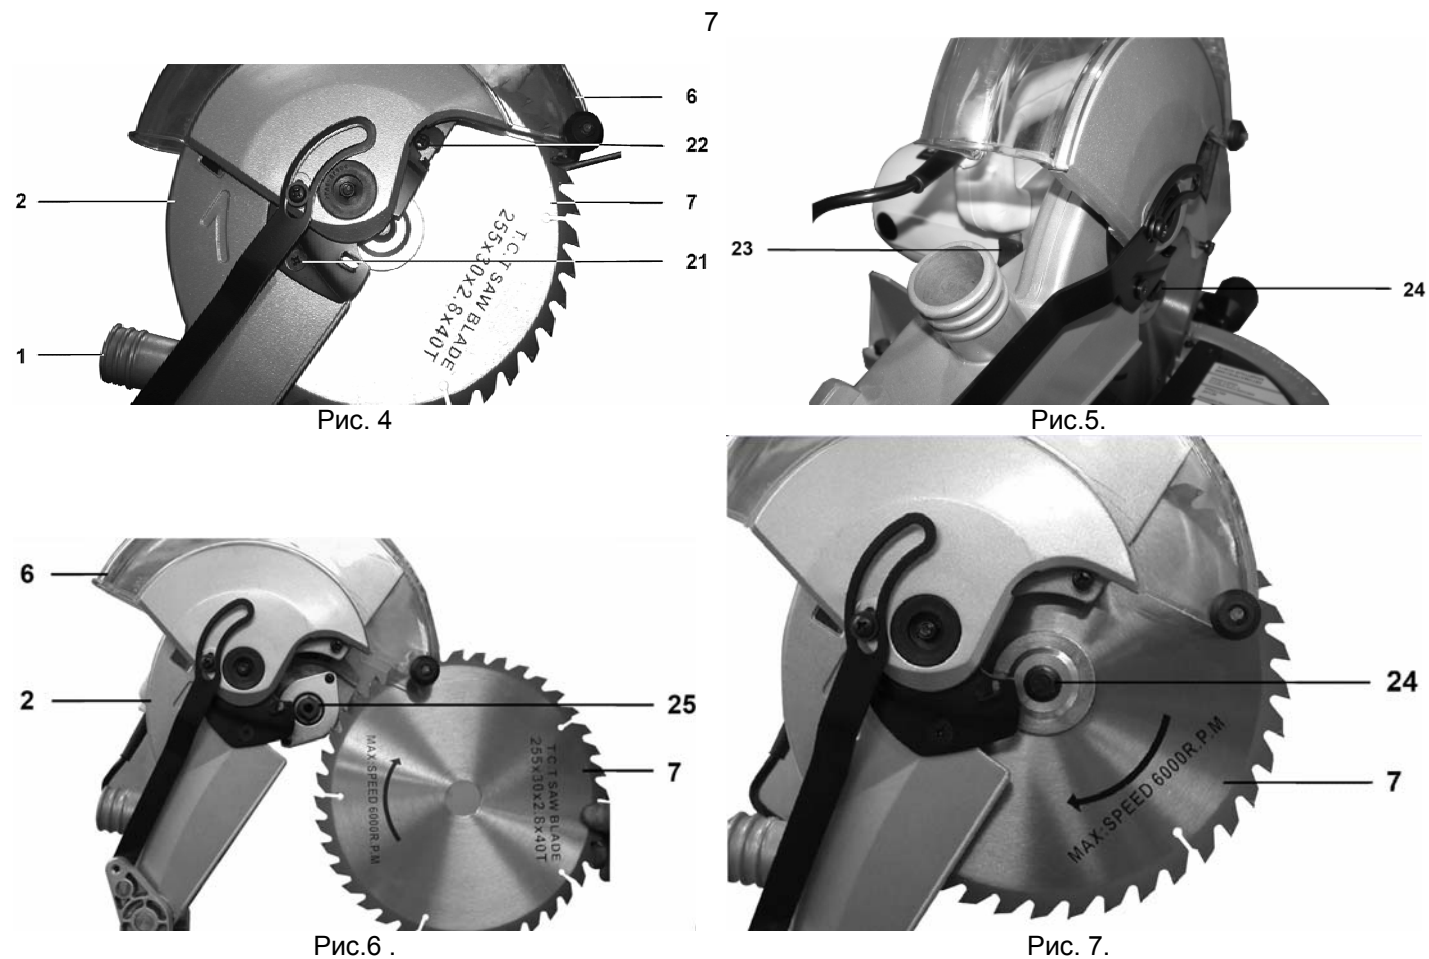 7
6
22
2
7
21
1
T.C.T SAW BLADE
255x30x2.8x40T
Рис. 4
23
24
Рис.5.
6
2
25
7
MAX:SPEED 6000R.P.M
T.C.T SAW BLADE
255x30x2.8x40T
Рис.6 .
24
7
MAX:SPEED 6000R.P.M
Рис. 7.